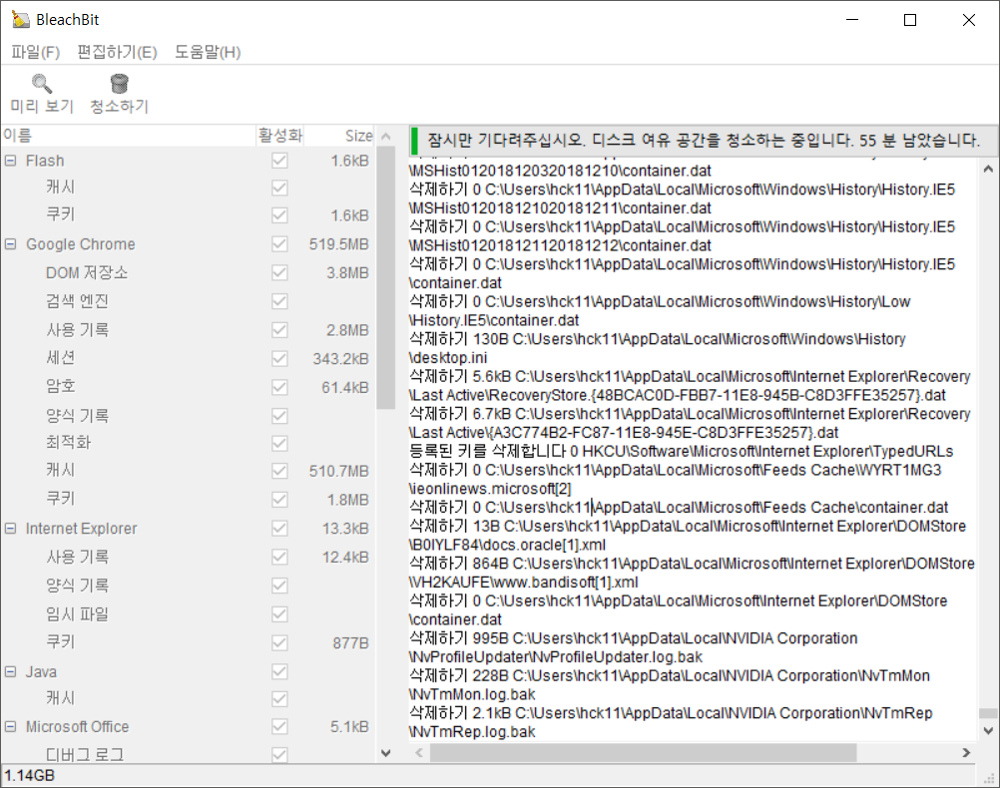 BleachBit
파일(F) 편집하기(E) 도움말(H)
미리 보기 청소하기
이름 활성화 Size
Flash 1.6kB
캐시
쿠키 1.6kB
Google Chrome 519.5MB
DOM 저장소 3.8MB
검색 엔진
사용 기록 2.8MB
세션 343.2kB
암호 61.4kB
양식 기록
최적화
캐시 510.7MB
쿠키 1.8MB
Internet Explorer 13.3kB
사용 기록 12.4kB
양식 기록
임시 파일
쿠키 877B
Java
캐시
Microsoft Office 5.1kB
디버그 로그
잠시만 기다려주십시오. 디스크 여유 공간을 청소하는 중입니다. 55 분 남았습니다.
\MSHist012018120320181210\container.dat
삭제하기 0 C:\Users\hck11\AppData\Local\Microsoft\Windows\History\History.IE5
\MSHist012018121020181211\container.dat
삭제하기 0 C:\Users\hck11\AppData\Local\Microsoft\Windows\History\History.IE5
\MSHist012018121120181212\container.dat
삭제하기 0 C:\Users\hck11\AppData\Local\Microsoft\Windows\History\History.IE5
\container.dat
삭제하기 0 C:\Users\hck11\AppData\Local\Microsoft\Windows\History\Low
\History.IE5\container.dat
삭제하기 130B C:\Users\hck11\AppData\Local\Microsoft\Windows\History
\desktop.ini
삭제하기 5.6kB C:\Users\hck11\AppData\Local\Microsoft\Internet Explorer\Recovery
\Last Active\RecoveryStore.{48BCAC0D-FBB7-11E8-945B-C8D3FFE35257}.dat
삭제하기 6.7kB C:\Users\hck11\AppData\Local\Microsoft\Internet Explorer\Recovery
\Last Active\{A3C774B2-FC87-11E8-945E-C8D3FFE35257}.dat
등록된 키를 삭제합니다 0 HKCU\Software\Microsoft\Internet Explorer\TypedURLs
삭제하기 0 C:\Users\hck11\AppData\Local\Microsoft\Feeds Cache\WYRT1MG3
\ieonlinews.microsoft[2]
삭제하기 0 C:\Users\hck11\AppData\Local\Microsoft\Feeds Cache\container.dat
삭제하기 13B C:\Users\hck11\AppData\Local\Microsoft\Internet Explorer\DOMStore
\B0IYLF84\docs.oracle[1].xml
삭제하기 864B C:\Users\hck11\AppData\Local\Microsoft\Internet Explorer\DOMStore
\VH2KAUFE\www.bandisoft[1].xml
삭제하기 0 C:\Users\hck11\AppData\Local\Microsoft\Internet Explorer\DOMStore
\container.dat
삭제하기 995B C:\Users\hck11\AppData\Local\NVIDIA Corporation
\NvProfileUpdater\NvProfileUpdater.log.bak
삭제하기 228B C:\Users\hck11\AppData\Local\NVIDIA Corporation\NvTmMon
\NvTmMon.log.bak
삭제하기 2.1kB C:\Users\hck11\AppData\Local\NVIDIA Corporation\NvTmRep
\NvTmRep.log.bak
1.14GB